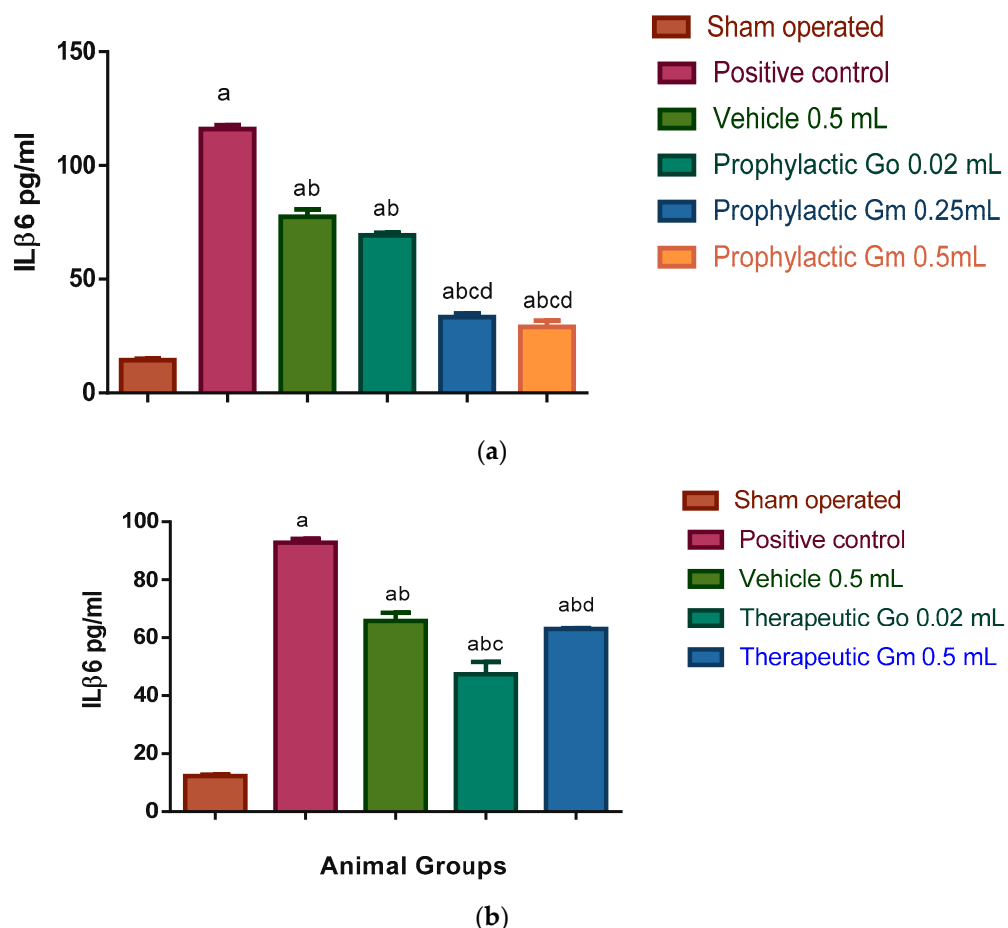 ILβ6 pg/ml
150
100
50
0
a
ab
ab
abcd
abcd
Sham operated
Positive control
Vehicle 0.5 mL
Prophylactic Go 0.02 mL
Prophylactic Gm 0.25mL
Prophylactic Gm 0.5mL
(a)
ILβ6 pg/ml
100
80
60
40
20
0
a
ab
abc
abd
Sham operated
Positive control
Vehicle 0.5 mL
Therapeutic Go 0.02 mL
Therapeutic Gm 0.5 mL
Animal Groups
(b)